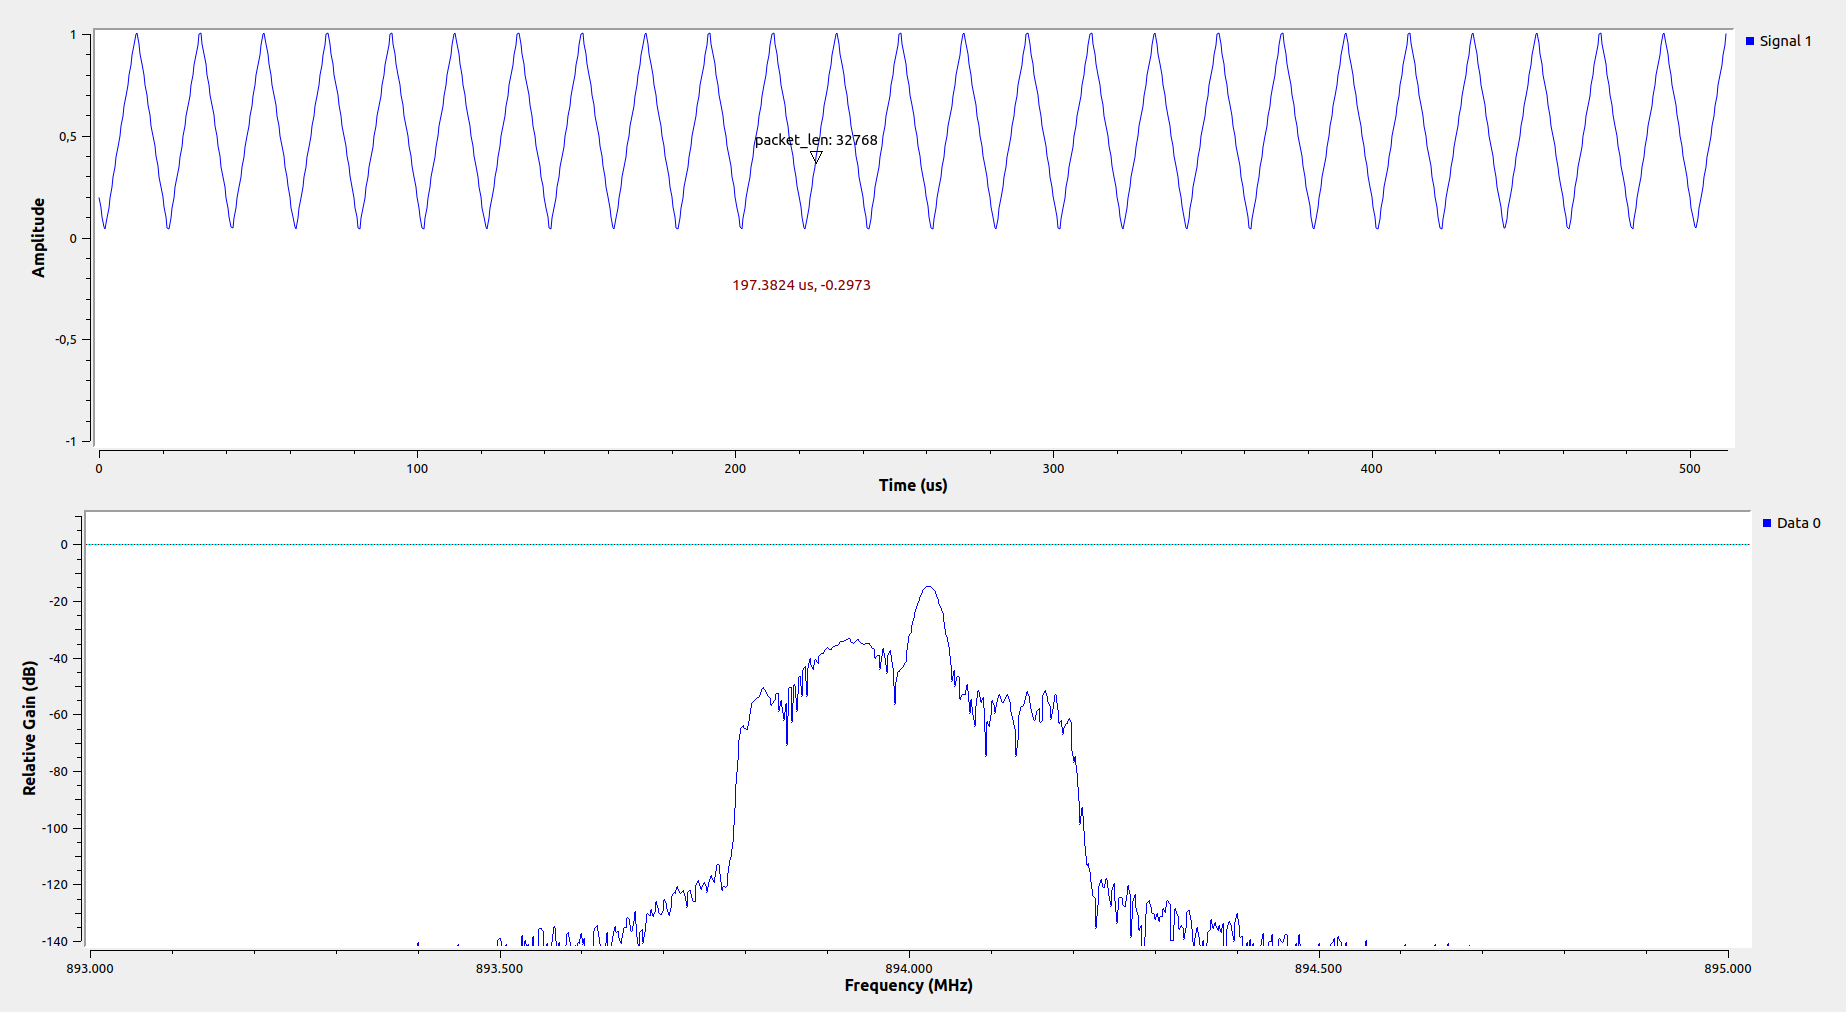 1
0,5
0
-0,5
-1
Amplitude
packet_len: 32768
197.3824 us, -0.2973
Signal 1
0 100 200 300 400 500
Time (us)
0
-20
-40
-60
-80
-100
-120
-140
Relative Gain (dB)
Data 0
893.000 893.500 894.000 894.500 895.000
Frequency (MHz)